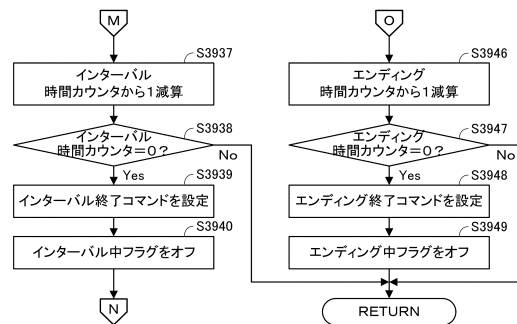 M
S3937
インターバル
時間カウンタから1減算
S3938
インターバル
時間カウンタ＝0？
No
Yes
S3939
インターバル終了コマンドを設定
S3940
インターバル中フラグをオフ
N
O
S3946
エンディング
時間カウンタから1減算
S3947
エンディング
時間カウンタ＝0？
No
Yes
S3948
エンディング終了コマンドを設定
S3949
エンディング中フラグをオフ
RETURN